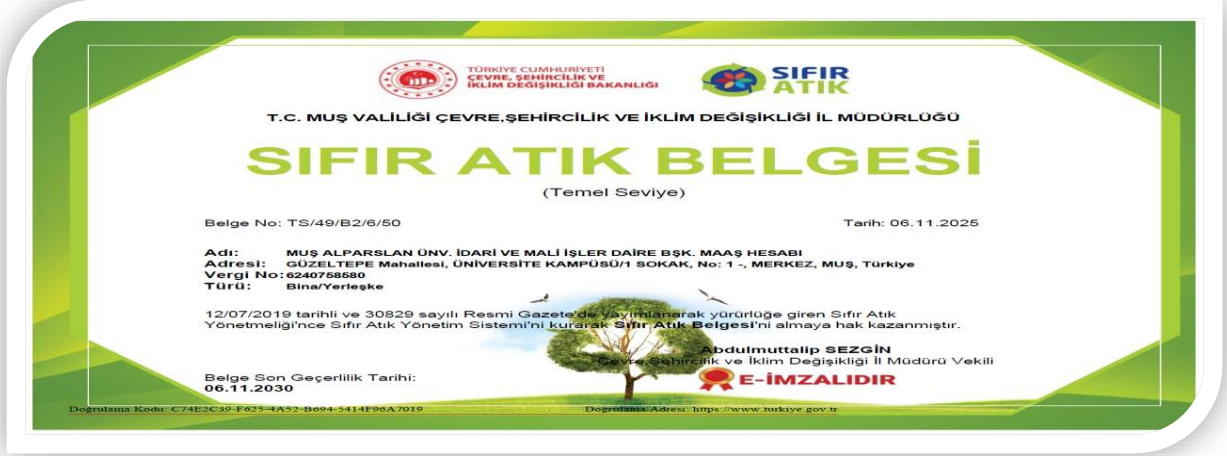 TÜRKİYE CUMHURİYETİ
ÇEVRE, ŞEHİRCİLİK VE
İKLİM DEĞİŞİKLİĞİ BAKANLIĞI
SIFIR
ATIK
T.C. MUŞ VALİLİĞİ ÇEVRE,ŞEHİRCİLİK VE İKLİM DEĞİŞİKLİĞİ İL MÜDÜRLÜĞÜ
SIFIR ATIK BELGESİ
(Temel Seviye)
Belge No: TS/49/B2/6/50 Tarih: 06.11.2025
Adı: MUŞ ALPARSLAN ÜNV. İDARİ VE MALİ İŞLER DAİRE BŞK. MAAŞ HESABI
Adresi: GÜZELTEPE Mahallesi, ÜNİVERSİTE KAMPÜSÜ/1 SOKAK, No: 1 -, MERKEZ, MUŞ, Türkiye
Vergi No: 6240758580
Türü: Bina/Yerleşke
12/07/2019 tarihli ve 30829 sayılı Resmi Gazete'de yayımlanarak yürürlüğe giren Sıfır Atık
Yönetmeliği'nce Sıfır Atık Yönetim Sistemi'ni kurarak Sıfır Atık Belgesi'ni almaya hak kazanmıştır.
Abdulmuttalip SEZGİN
Çevre,Şehircilik ve İklim Değişikliği İl Müdürü Vekili
E-İMZALIDIR
Belge Son Geçerlilik Tarihi:
06.11.2030
Doğrulama Kodu: C74E2C39-F625-4A52-B694-5414F96A7019 Doğrulama Adresi: https://www.turkiye.gov.tr